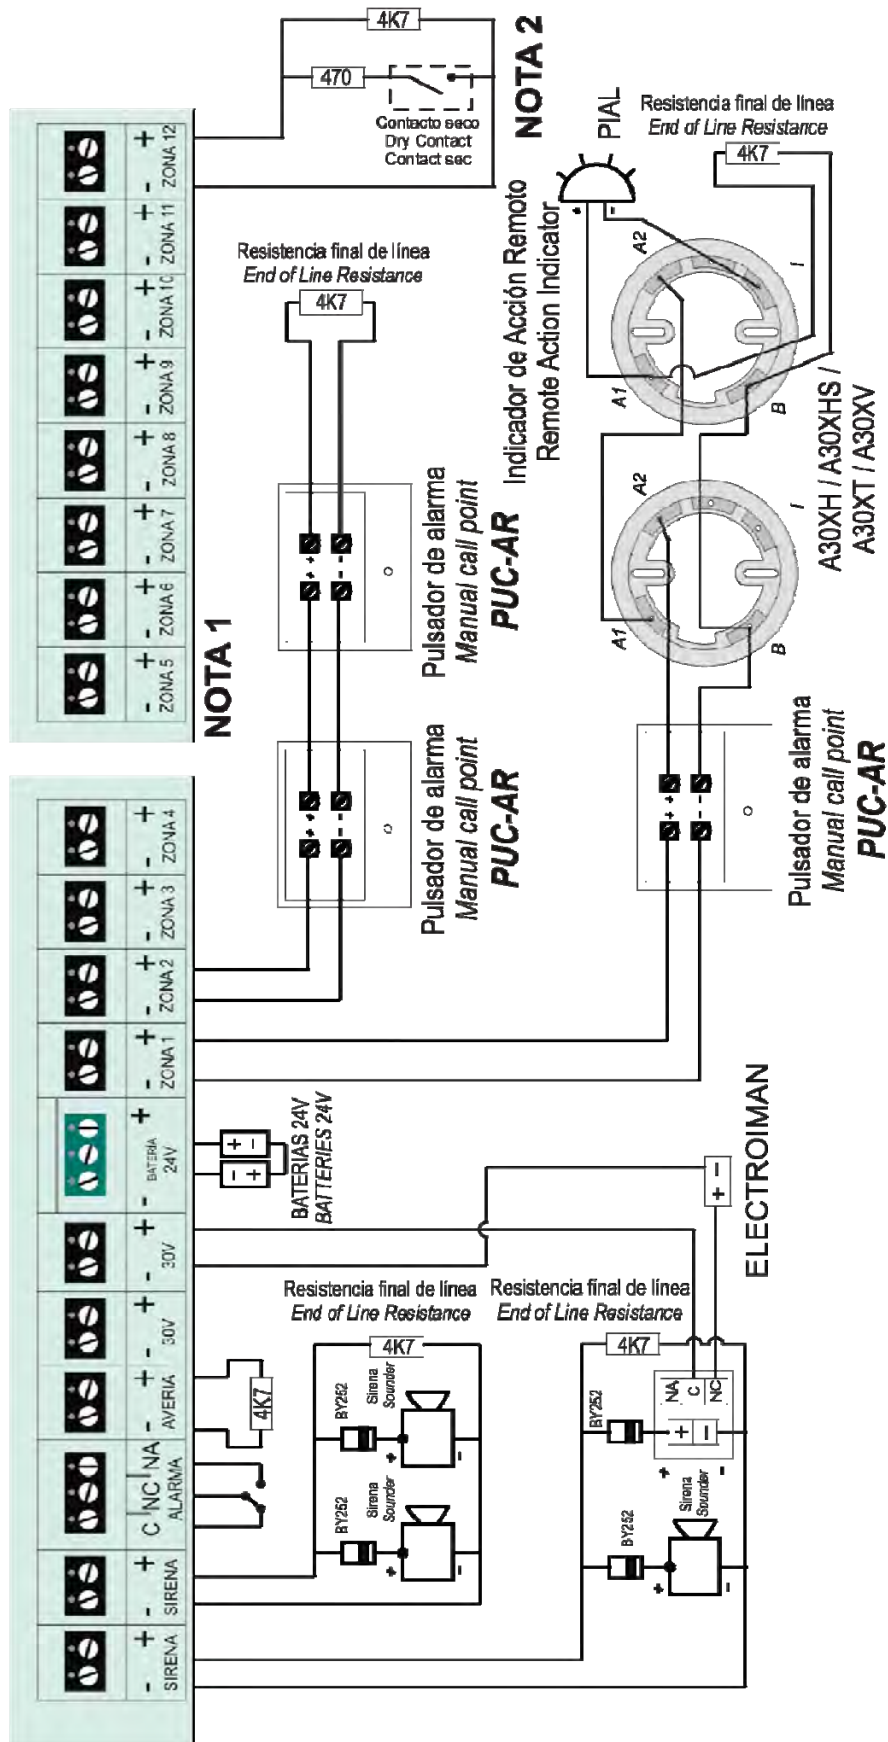 4K7
470
Contacto seco
Dry Contact
Contact sec
NOTA 2
- +
ZONA 12
- +
ZONA 11
- +
ZONA 10
- +
ZONA 9
- +
ZONA 8
- +
ZONA 7
- +
ZONA 6
- +
ZONA 5
NOTA 1
Resistencia final de línea
End of Line Resistance
4K7
Indicador de Acción Remoto
Remote Action Indicator
PIAL
+
-
Resistencia final de línea
End of Line Resistance
4K7
A2
A1
B
I
A2
A1
B
I
A30XH / A30XHS /
A30XT / A30XV
+ +
- -
Pulsador de alarma
Manual call point
PUC-AR
+ +
- -
Pulsador de alarma
Manual call point
PUC-AR
+ +
- -
Pulsador de alarma
Manual call point
PUC-AR
- +
ZONA 4
- +
ZONA 3
- +
ZONA 2
- +
ZONA 1
- +
BATERÍA
24V
+ -
- +
BATERIAS 24V
BATTERIES 24V
- +
30V
- +
30V
- +
AVERIA
4K7
C NC NA
ALARMA
- +
SIRENA
- +
SIRENA
ELECTROIMAN
+ -
Resistencia final de línea
End of Line Resistance
4K7
BY252
Sirena
Sounder
+
-
BY252
Sirena
Sounder
+
-
Resistencia final de línea
End of Line Resistance
4K7
BY252
NA
C
NC
+ -
+
-
BY252
Sirena
Sounder
+
-